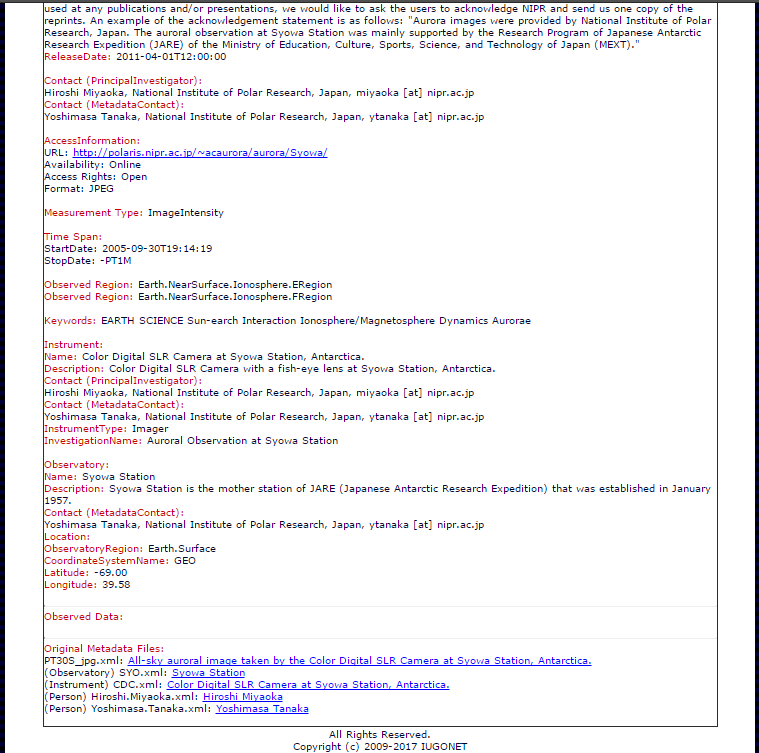 used at any publications and/or presentations, we would like to ask the users to acknowledge NIPR and send us one copy of the
reprints. An example of the acknowledgement statement is as follows: "Aurora images were provided by National Institute of Polar
Research, Japan. The auroral observation at Syowa Station was mainly supported by the Research Program of Japanese Antarctic
Research Expedition (JARE) of the Ministry of Education, Culture, Sports, Science, and Technology of Japan (MEXT)."
ReleaseDate: 2011-04-01T12:00:00
Contact (PrincipalInvestigator):
Hiroshi Miyaoka, National Institute of Polar Research, Japan, miyaoka [at] nipr.ac.jp
Contact (MetadataContact):
Yoshimasa Tanaka, National Institute of Polar Research, Japan, ytanaka [at] nipr.ac.jp
AccessInformation:
URL: http://polaris.nipr.ac.jp/~acaurora/aurora/Syowa/
Availability: Online
Access Rights: Open
Format: JPEG
Measurement Type: ImageIntensity
Time Span:
StartDate: 2005-09-30T19:14:19
StopDate: -PT1M
Observed Region: Earth.NearSurface.Ionosphere.ERegion
Observed Region: Earth.NearSurface.Ionosphere.FRegion
Keywords: EARTH SCIENCE Sun-earch Interaction Ionosphere/Magnetosphere Dynamics Aurorae
Instrument:
Name: Color Digital SLR Camera at Syowa Station, Antarctica.
Description: Color Digital SLR Camera with a fish-eye lens at Syowa Station, Antarctica.
Contact (PrincipalInvestigator):
Hiroshi Miyaoka, National Institute of Polar Research, Japan, miyaoka [at] nipr.ac.jp
Contact (MetadataContact):
Yoshimasa Tanaka, National Institute of Polar Research, Japan, ytanaka [at] nipr.ac.jp
InstrumentType: Imager
InvestigationName: Auroral Observation at Syowa Station
Observatory:
Name: Syowa Station
Description: Syowa Station is the mother station of JARE (Japanese Antarctic Research Expedition) that was established in January
1957.
Contact (MetadataContact):
Yoshimasa Tanaka, National Institute of Polar Research, Japan, ytanaka [at] nipr.ac.jp
Location:
ObservatoryRegion: Earth.Surface
CoordinateSystemName: GEO
Latitude: -69.00
Longitude: 39.58
Observed Data:
Original Metadata Files:
PT30S_jpg.xml: All-sky auroral image taken by the Color Digital SLR Camera at Syowa Station, Antarctica.
(Observatory) SYO.xml: Syowa Station
(Instrument) CDC.xml: Color Digital SLR Camera at Syowa Station, Antarctica.
(Person) Hiroshi.Miyaoka.xml: Hiroshi Miyaoka
(Person) Yoshimasa.Tanaka.xml: Yoshimasa Tanaka
All Rights Reserved.
Copyright (c) 2009-2017 IUGONET